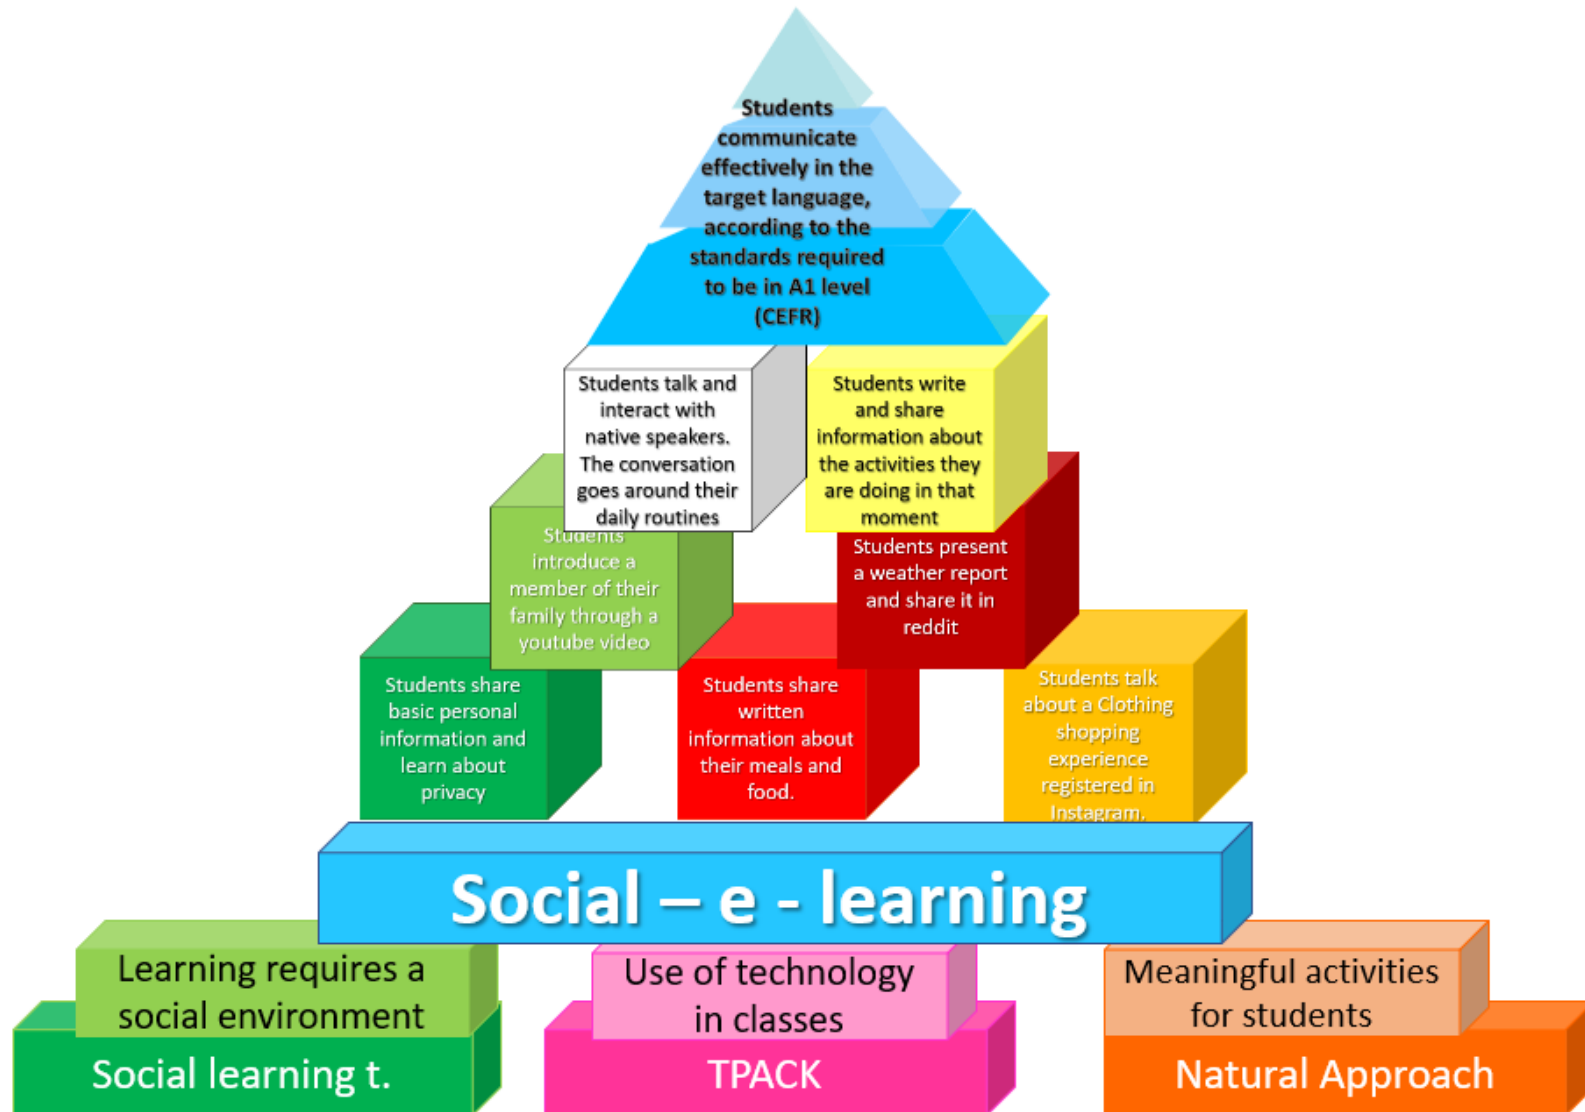 Students
communicate
effectively in the
target language,
according to the
standards required
to be in A1 level
(CEFR)
Students talk and
interact with
native speakers.
The conversation
goes around their
daily routines
Students write
and share
information about
the activities they
are doing in that
moment
Students
introduce a
member of their
family through a
youtube video
Students present
a weather report
and share it in
reddit
Students share
basic personal
information and
learn about
privacy
Students share
written
information about
their meals and
food.
Students talk
about a Clothing
shopping
experience
registered in
Instagram.
Social – e - learning
Learning requires a
social environment
Use of technology
in classes
Meaningful activities
for students
Social learning t.
TPACK
Natural Approach